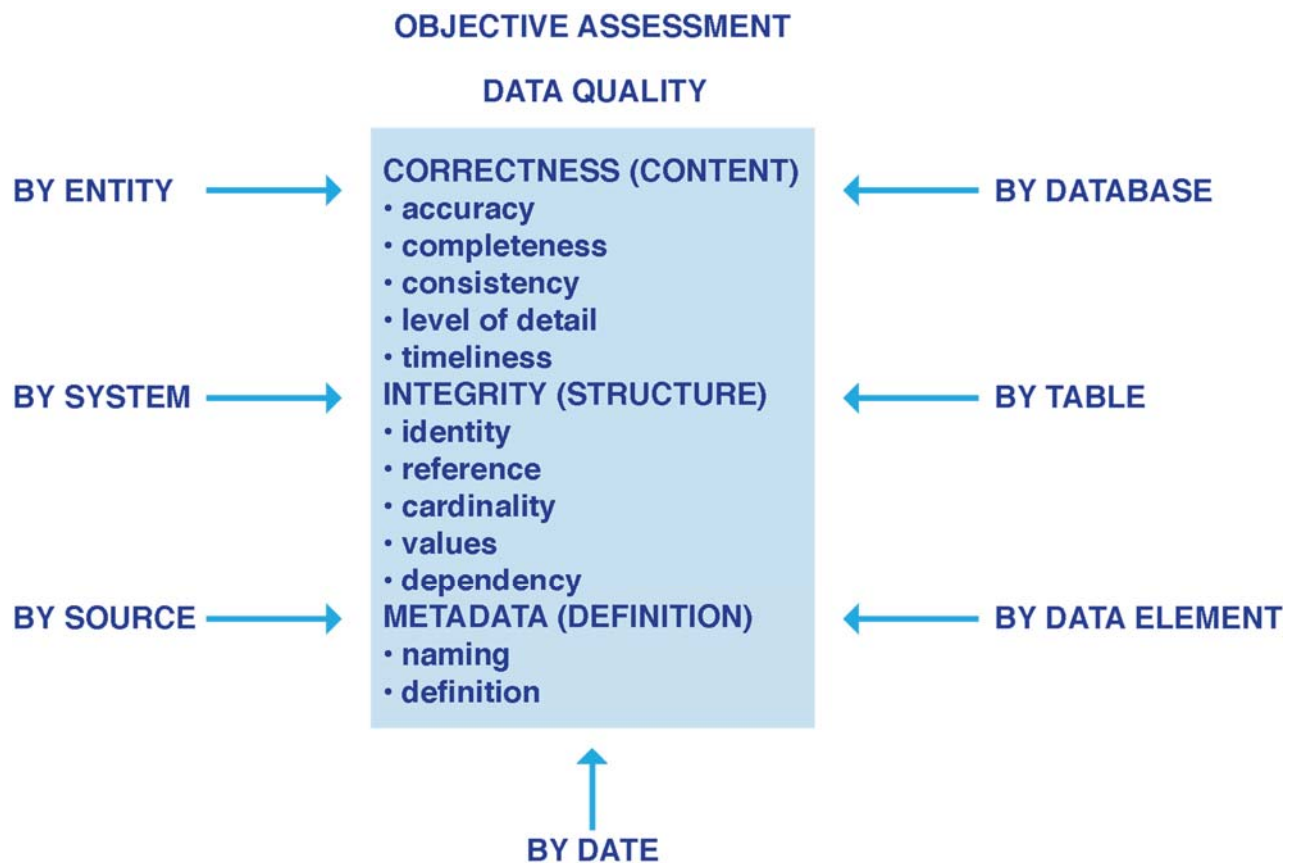 OBJECTIVE ASSESSMENT
DATA QUALITY
BY ENTITY
BY SYSTEM
BY SOURCE
CORRECTNESS (CONTENT)
• accuracy
• completeness
• consistency
• level of detail
• timeliness
INTEGRITY (STRUCTURE)
• identity
• reference
• cardinality
• values
• dependency
METADATA (DEFINITION)
• naming
• definition
BY DATABASE
BY TABLE
BY DATA ELEMENT
BY DATE